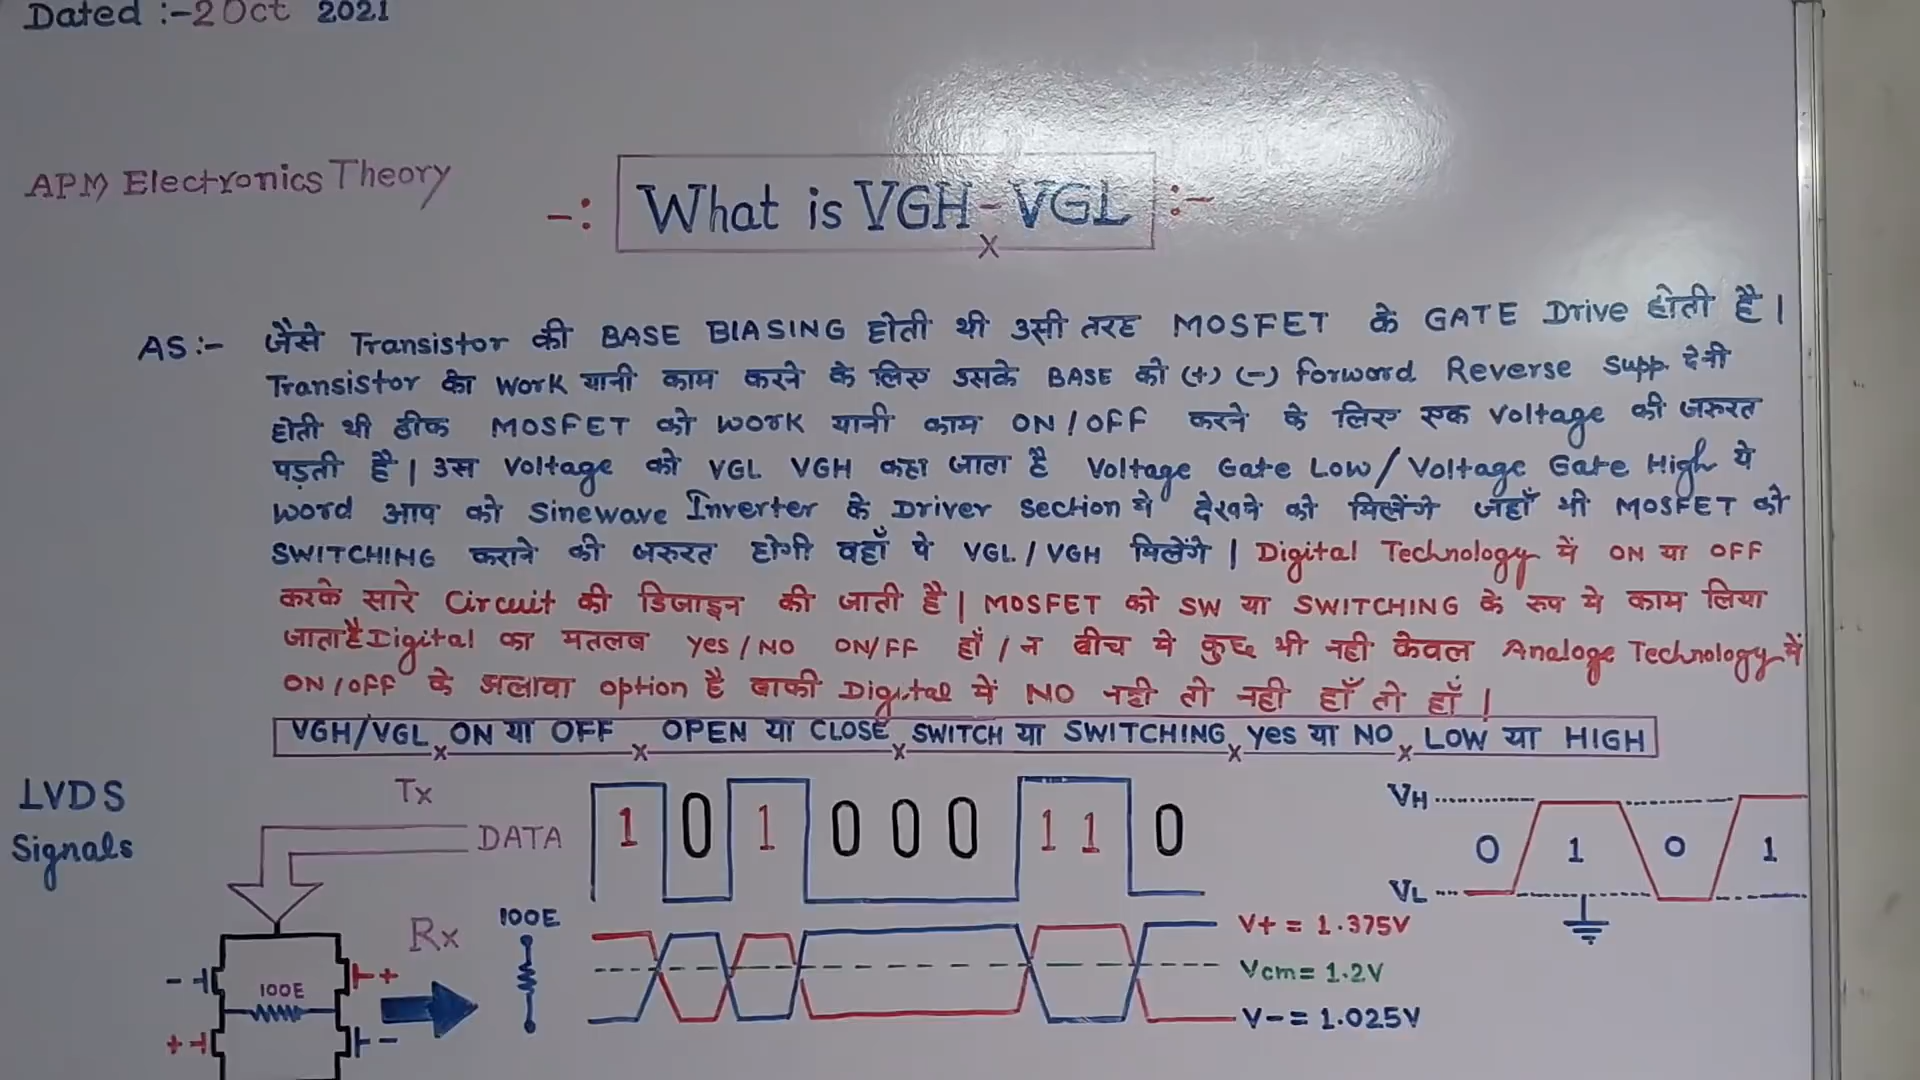 Dated :- 2 Oct 2021
APM Electronics Theory
-: What is VGH - VGL :-
AS:- जैसे Transistor की BASE BIASING होती थी उसी तरह MOSFET के GATE Drive होती है।
Transistor को Work यानी काम करने के लिए उसके BASE को (+) (-) forword Reverse Supp. देनी
होती थी ठीक MOSFET को work यानी काम ON/OFF करने के लिए एक Voltage की जरुरत
पड़ती है। उस Voltage को VGL VGH कहा जाता है Voltage Gate Low/Voltage Gate High ये
word आप को Sinewave Inverter के Driver Section मे देखने को मिलेंगे जहाँ भी MOSFET को
SWITCHING कराने की जरुरत होगी वहाँ पे VGL/VGH मिलेंगे। Digital Technology में ON या OFF
करके सारे Circuit की डिजाइन की जाती है। MOSFET को SW या SWITCHING के रुप मे काम लिया
जाता है Digital का मतलब Yes/NO ON/FF हाँ/न बीच मे कुछ भी नही केवल Analoge Technology में
ON/OFF के अलावा option है बाकी Digital में NO नही तो नही हाँ तो हाँ।
VGH/VGL x ON या OFF x OPEN या CLOSE x SWITCH या SWITCHING x Yes या NO x LOW या HIGH
LVDS
Signals
Tx
DATA
1 0 1 0 0 0 1 1 0
VH
0 1 0 1
VL
Rx
100E
V+ = 1.375V
Vcm= 1.2V
V-= 1.025V
- +
100E
+ -